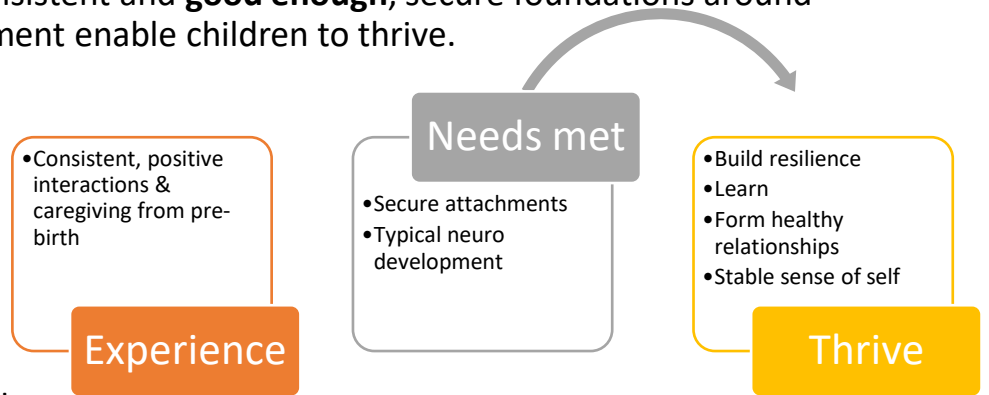 nsistent and good enough, secure foundations around
ment enable children to thrive.
•Consistent, positive
interactions &
caregiving from pre-
birth
Experience
Needs met
•Secure attachments
•Typical neuro
development
•Build resilience
•Learn
•Form healthy
relationships
•Stable sense of self
Thrive